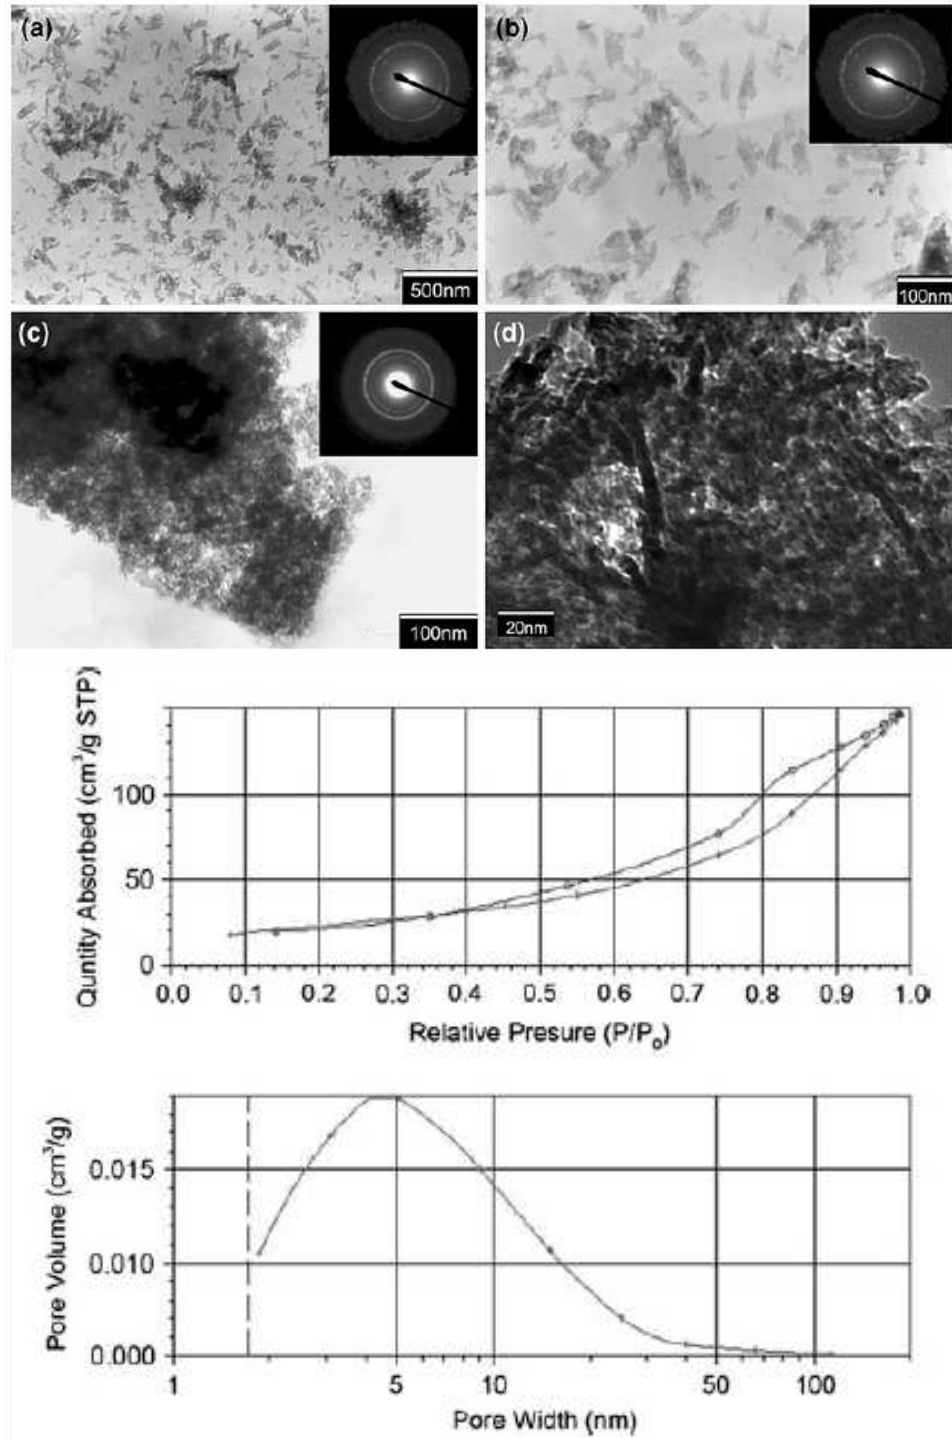 (a)
500nm
(b)
100nm
(c)
100nm
(d)
20nm
Quntity Absorbed (cm³/g STP)
100
50
0
0.0 0.1 0.2 0.3 0.4 0.5 0.6 0.7 0.8 0.9 1.0
Relative Presure (P/P₀)
Pore Volume (cm³/g)
0.015
0.010
0.000
1 5 10 50 100
Pore Width (nm)